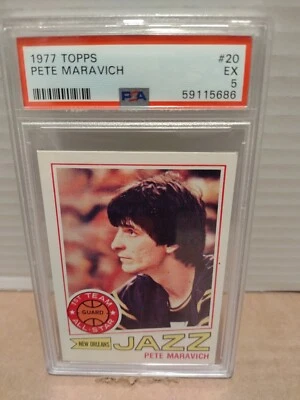 1977 TOPPS #20
PETE MARAVICH EX
5
PSA 59115686
1ST TEAM
GUARD
ALL-STAR
NEW ORLEANS JAZZ
PETE MARAVICH